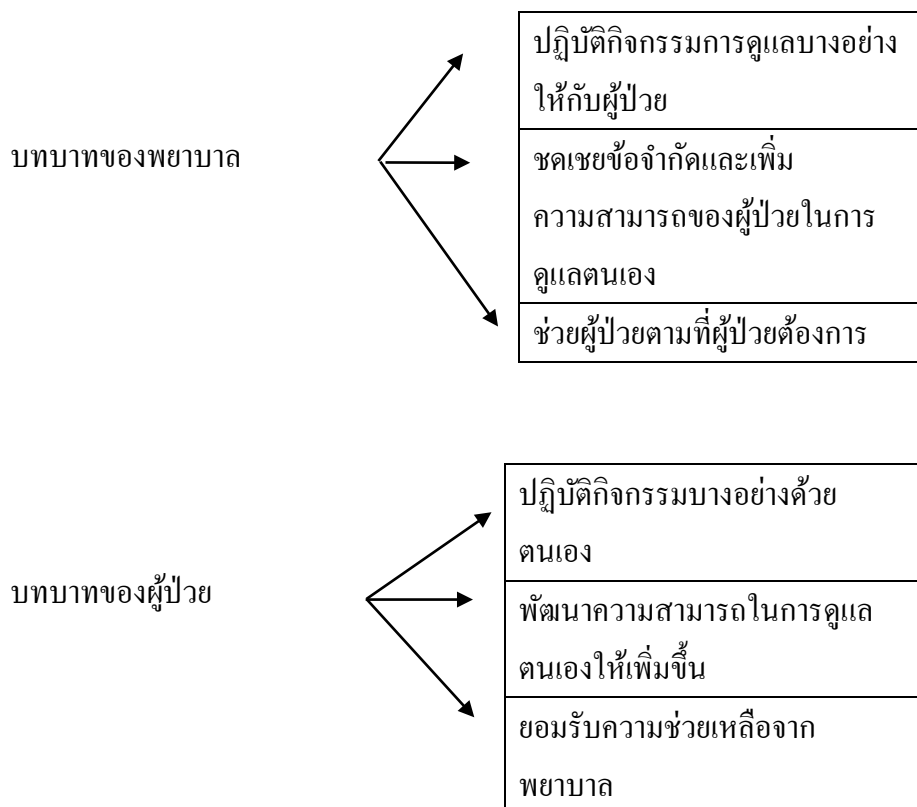 บทบาทของพยาบาล
ปฏิบัติกิจกรรมการดูแลบางอย่าง
ให้กับผู้ป่วย
ชดเชยข้อจำกัดและเพิ่ม
ความสามารถของผู้ป่วยในการ
ดูแลตนเอง
ช่วยผู้ป่วยตามที่ผู้ป่วยต้องการ
บทบาทของผู้ป่วย
ปฏิบัติกิจกรรมบางอย่างด้วย
ตนเอง
พัฒนาความสามารถในการดูแล
ตนเองให้เพิ่มขึ้น
ยอมรับความช่วยเหลือจาก
พยาบาล